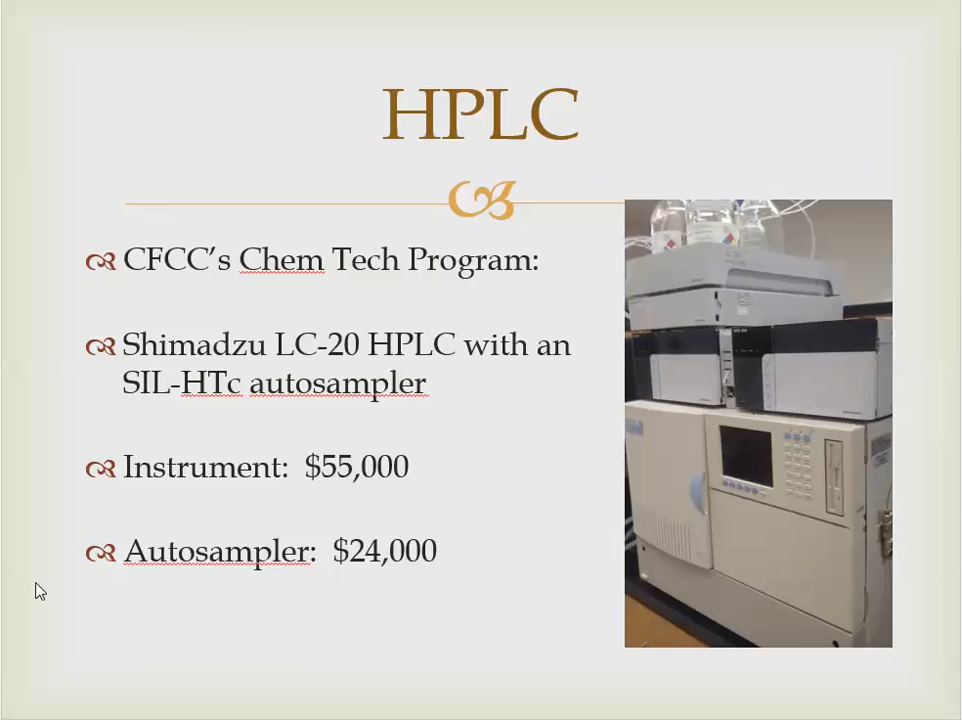 HPLC
CFCC’s Chem Tech Program:
Shimadzu LC-20 HPLC with an
SIL-HTc autosampler
Instrument:  $55,000
Autosampler:  $24,000